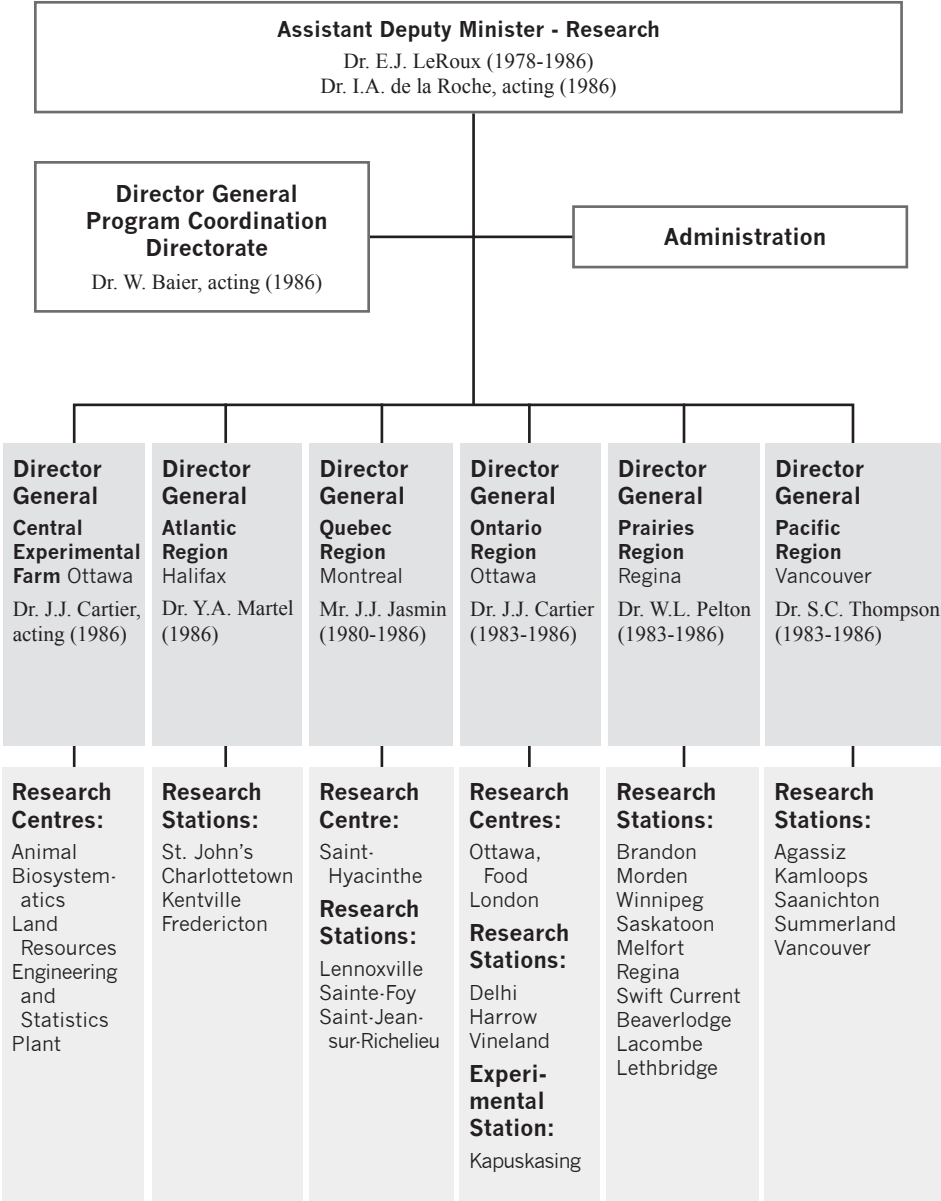 Assistant Deputy Minister - Research
Dr. E.J. LeRoux (1978-1986)
Dr. I.A. de la Roche, acting (1986)
Director General
Program Coordination
Directorate
Dr. W. Baier, acting (1986)
Administration
Director
General
Central
Experimental
Farm Ottawa
Dr. J.J. Cartier,
acting (1986)
Director
General
Atlantic
Region
Halifax
Dr. Y.A. Martel
(1986)
Director
General
Quebec
Region
Montreal
Mr. J.J. Jasmin
(1980-1986)
Director
General
Ontario
Region
Ottawa
Dr. J.J. Cartier
(1983-1986)
Director
General
Prairies
Region
Regina
Dr. W.L. Pelton
(1983-1986)
Director
General
Pacific
Region
Vancouver
Dr. S.C. Thompson
(1983-1986)
Research
Centres:
Animal
Biosystem-
atics
Land
Resources
Engineering
and
Statistics
Plant
Research
Stations:
St. John's
Charlottetown
Kentville
Fredericton
Research
Centre:
Saint-
Hyacinthe
Research
Stations:
Lennoxville
Sainte-Foy
Saint-Jean-
sur-Richelieu
Research
Centres:
Ottawa,
Food
London
Research
Stations:
Delhi
Harrow
Vineland
Experi-
mental
Station:
Kapuskasing
Research
Stations:
Brandon
Morden
Winnipeg
Saskatoon
Melfort
Regina
Swift Current
Beaverlodge
Lacombe
Lethbridge
Research
Stations:
Agassiz
Kamloops
Saanichton
Summerland
Vancouver